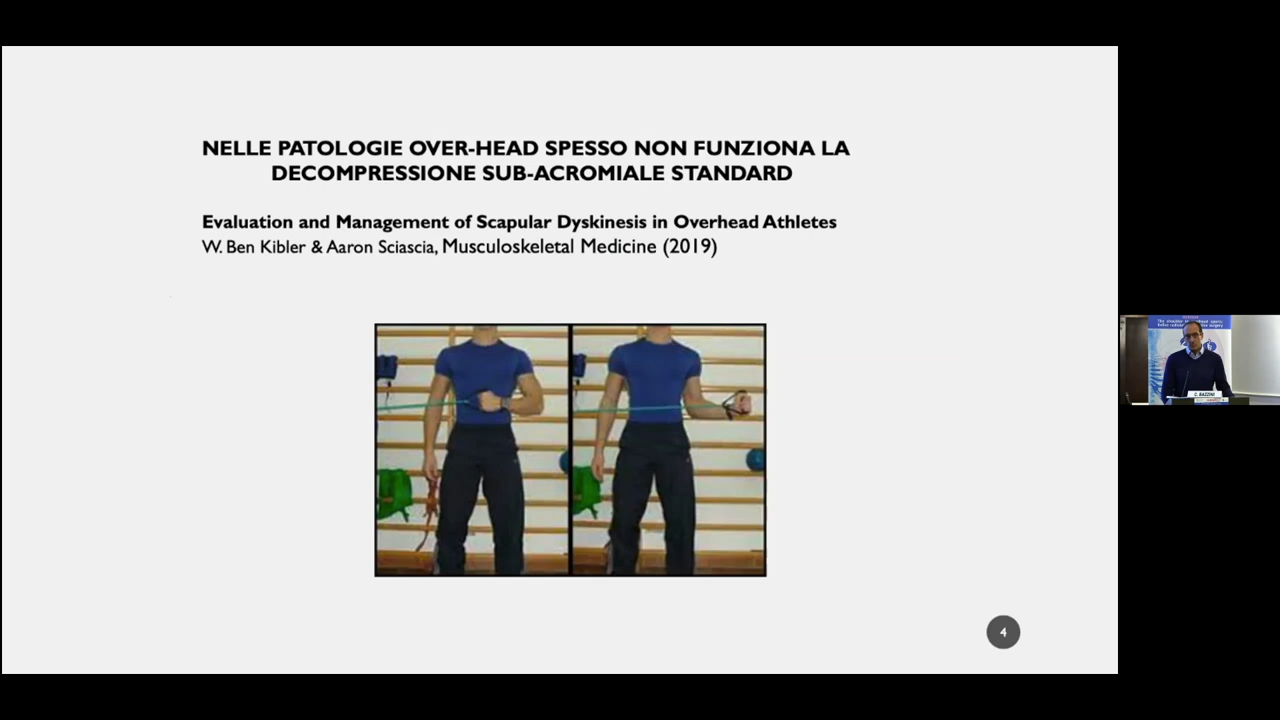 NELLE PATOLOGIE OVER-HEAD SPESSO NON FUNZIONA LA
DECOMPRESSIONE SUB-ACROMIALE STANDARD
Evaluation and Management of Scapular Dyskinesis in Overhead Athletes
W. Ben Kibler & Aaron Sciascia, Musculoskeletal Medicine (2019)
4
C. BAZZINI